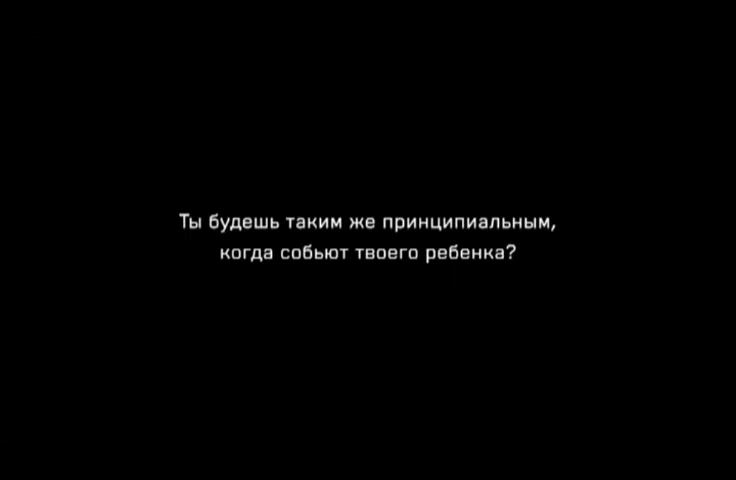 Ты будешь таким же принципиальным,
когда собьют твоего ребенка?